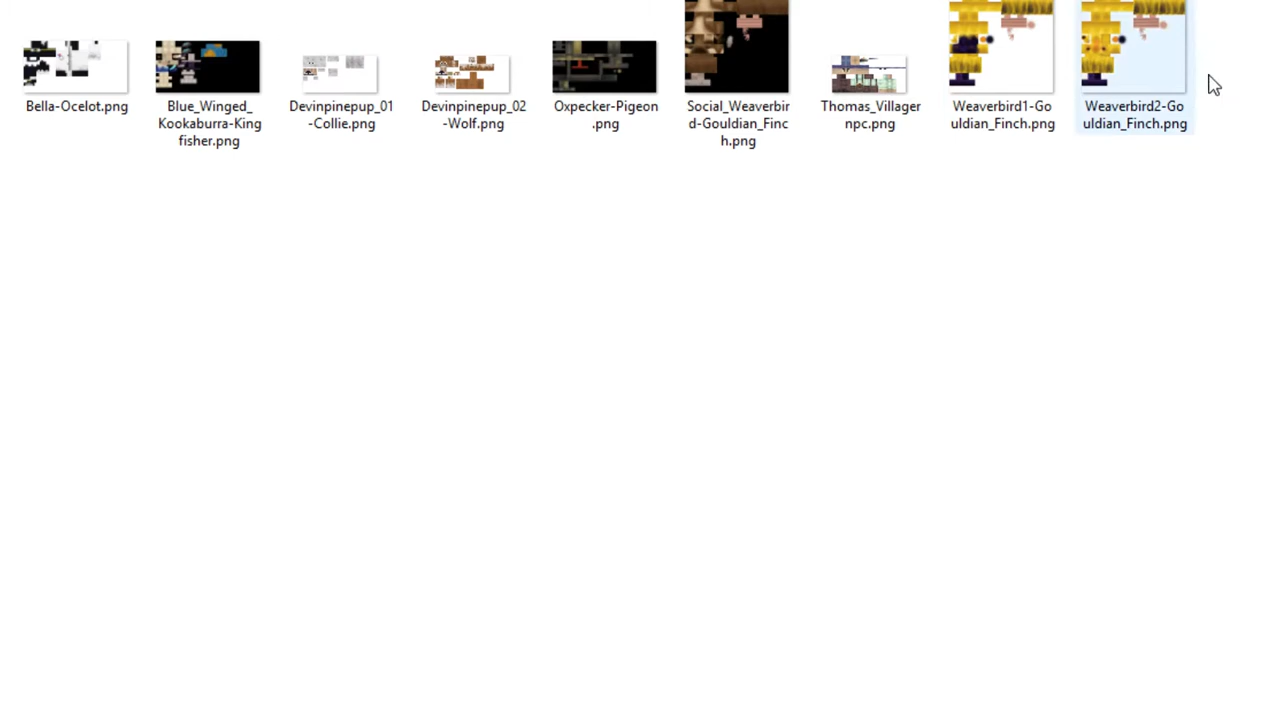 Bella-Ocelot.png
Blue_Winged_
Kookaburra-King
fisher.png
Devinpinepup_01
-Collie.png
Devinpinepup_02
-Wolf.png
Oxpecker-Pigeon
.png
Social_Weaverbir
d-Gouldian_Finc
h.png
Thomas_Villager
npc.png
Weaverbird1-Go
uldian_Finch.png
Weaverbird2-Go
uldian_Finch.png